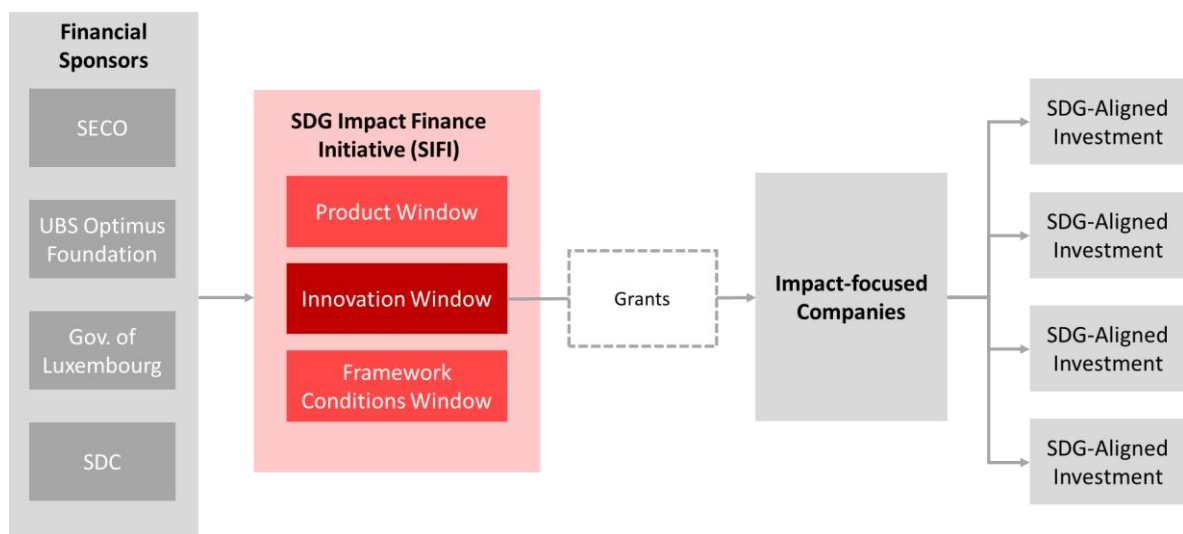 Financial
Sponsors
SECO
UBS Optimus
Foundation
Gov. of
Luxembourg
SDC
SDG Impact Finance
Initiative (SIFI)
Product Window
Innovation Window
Framework
Conditions Window
Grants
Impact-focused
Companies
SDG-Aligned
Investment
SDG-Aligned
Investment
SDG-Aligned
Investment
SDG-Aligned
Investment